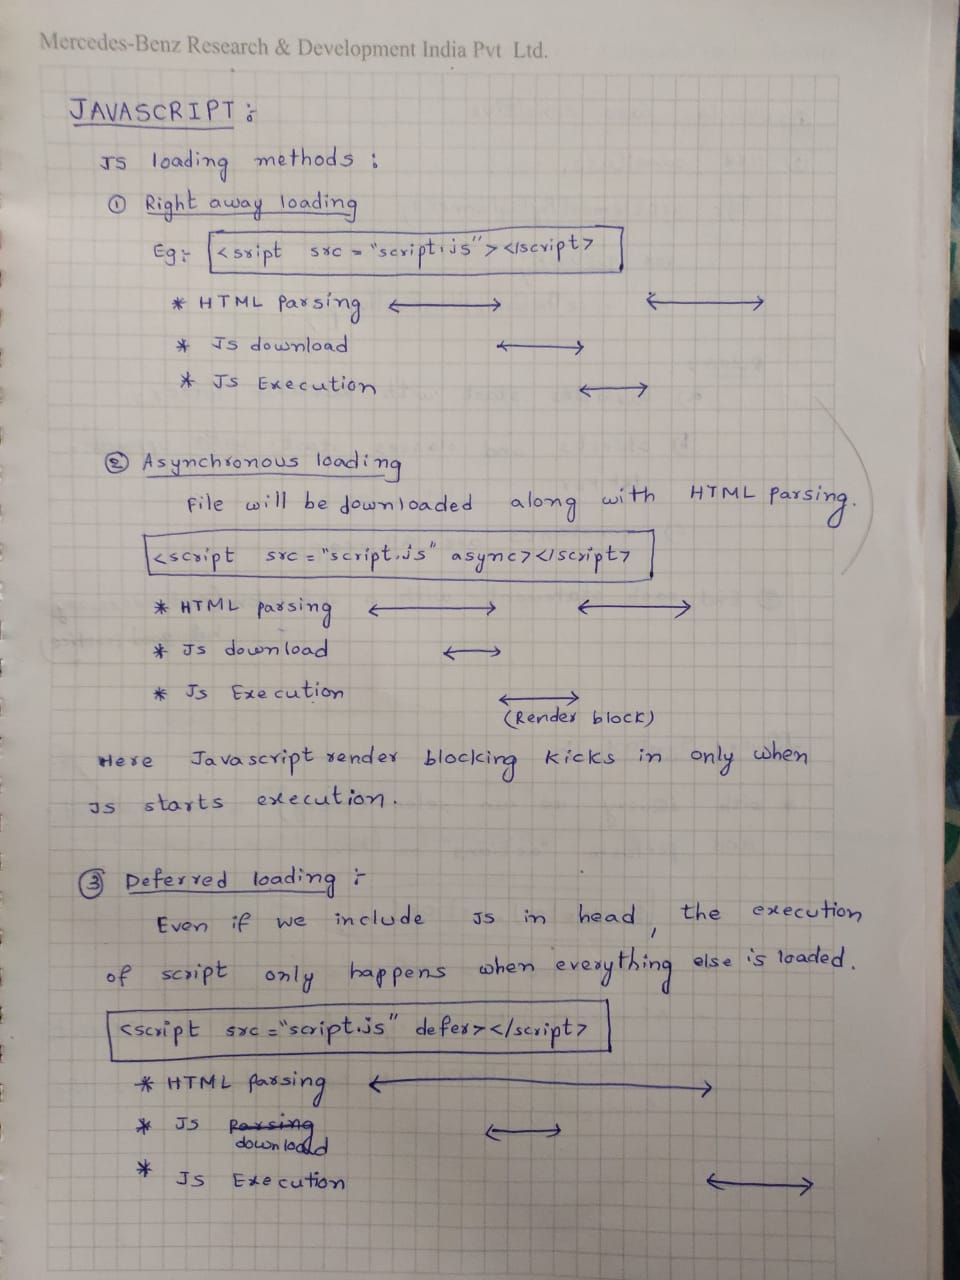 Mercedes-Benz Research & Development India Pvt Ltd.
JAVASCRIPT :-
JS loading methods :
① Right away loading
Eg:- <sript src = "script.js"></script>
* HTML Parsing
* Js download
* JS Execution
② Asynchronous loading
File will be downloaded along with HTML parsing.
<script src = "script.js" async></script>
* HTML parsing
* Js download
* Js Execution
(Render block)
Here Javascript render blocking kicks in only when
JS starts execution.
③ Deferred loading :-
Even if we include JS in head, the execution
of script only happens when everything else is loaded.
<script src ="script.js" defer></script>
* HTML Parsing
* JS Parsing
download
* JS Execution